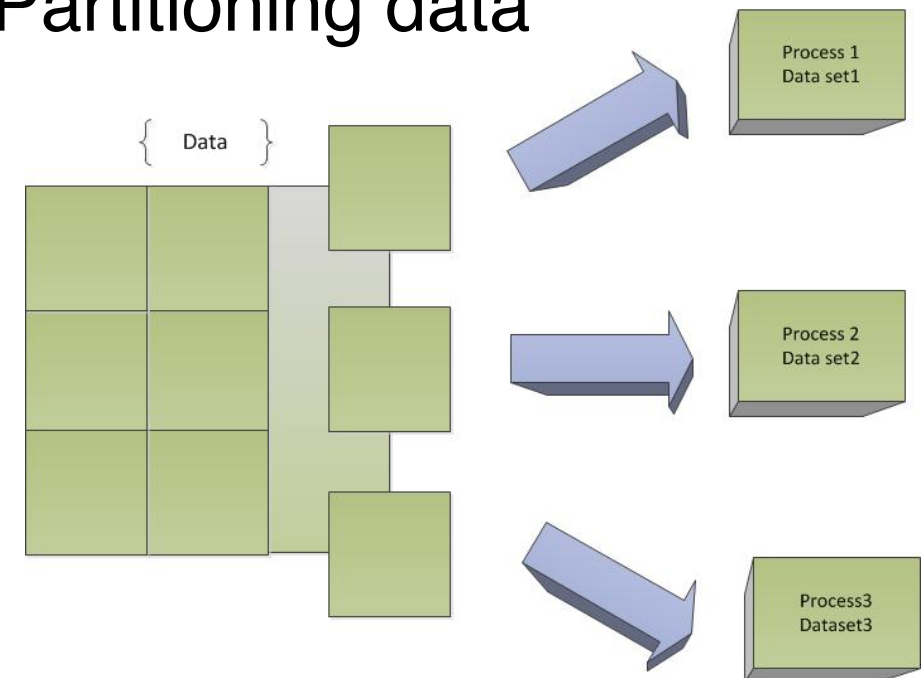 Partitioning data
{ Data }
Process 1
Data set1
Process 2
Data set2
Process3
Dataset3